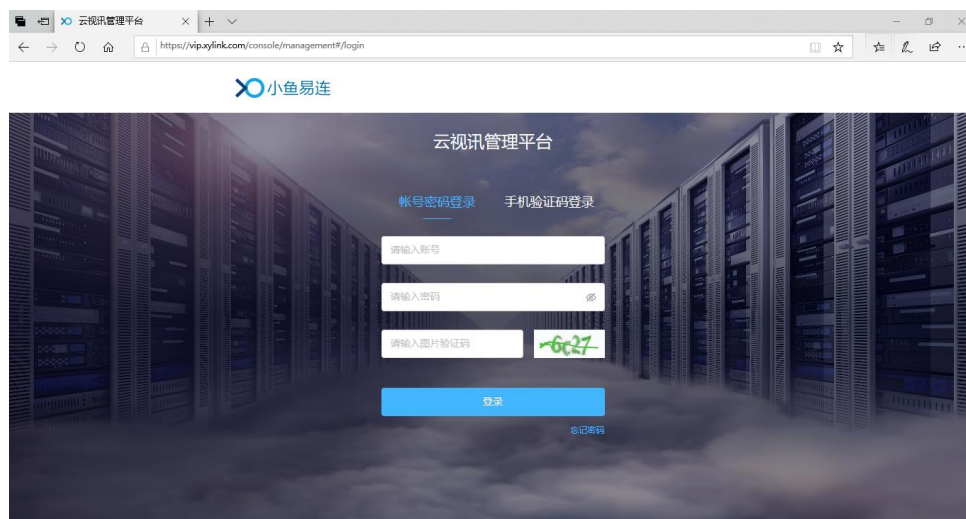 云视讯管理平台
https://vip.xylink.com/console/management#/login
小鱼易连
云视讯管理平台
帐号密码登录 手机验证码登录
请输入账号
请输入密码
请输入图片验证码
登录
忘记密码